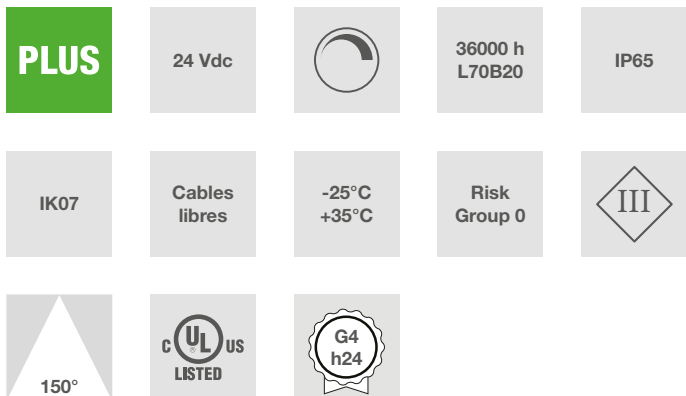 PLUS
24 Vdc
36000 h
L70B20
IP65
IK07
Cables
libres
-25°C
+35°C
Risk
Group 0
III
150°
C UL US
®
LISTED
G4
h24